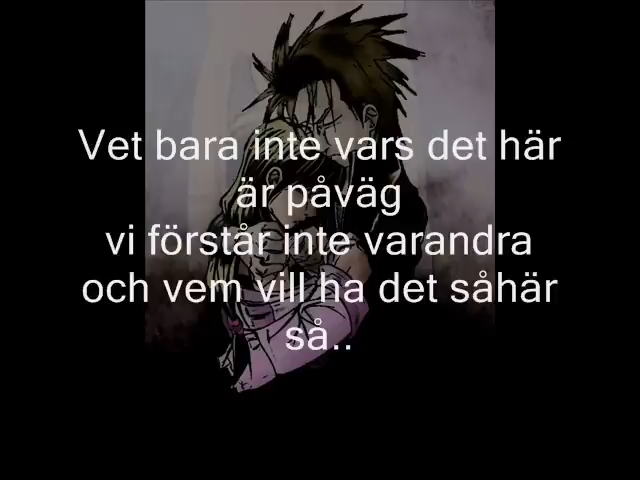 Vet bara inte vars det här
är påväg
vi förstår inte varandra
och vem vill ha det såhär
så..